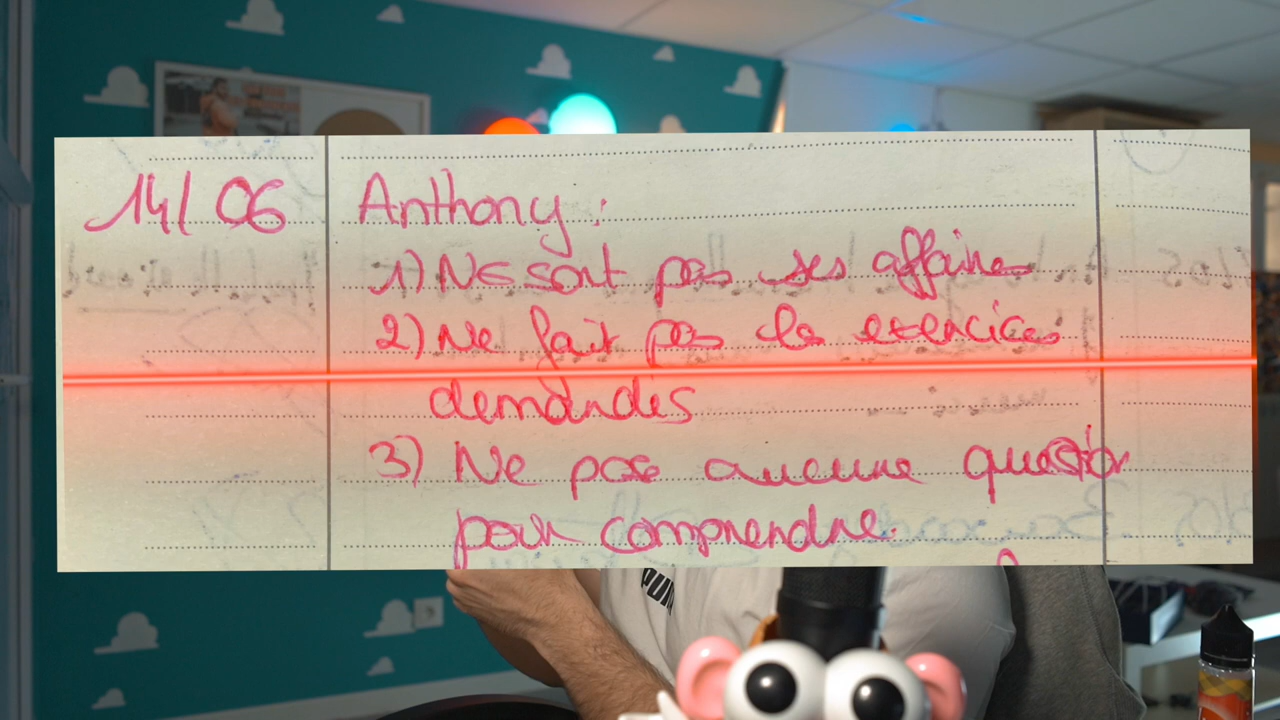 14/06
Anthony :
1) Ne sort pas ses affaires
2) Ne fait pas les exercices
demandés
3) Ne pose aucune question
pour comprendre.
PUM